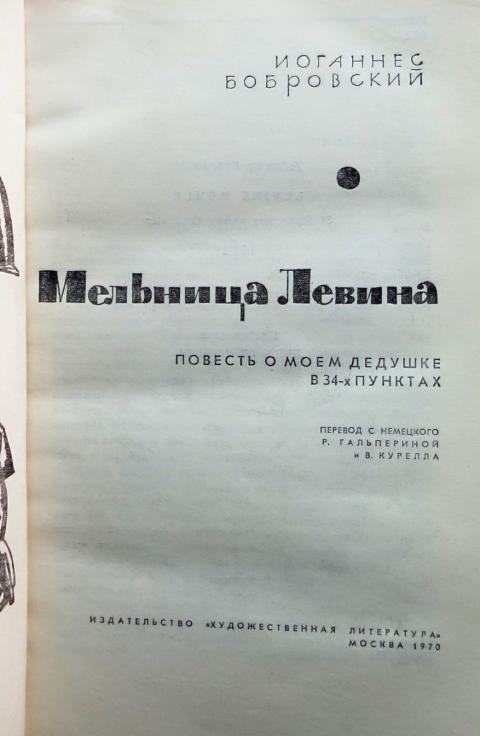 ИОГАННЕС
БОБРОВСКИЙ
Мельница Левина
ПОВЕСТЬ О МОЕМ ДЕДУШКЕ
В 34-х ПУНКТАХ
ПЕРЕВОД С НЕМЕЦКОГО
Р. ГАЛЬПЕРИНОЙ
и В. КУРЕЛЛА
ИЗДАТЕЛЬСТВО «ХУДОЖЕСТВЕННАЯ ЛИТЕРАТУРА»
МОСКВА 1970